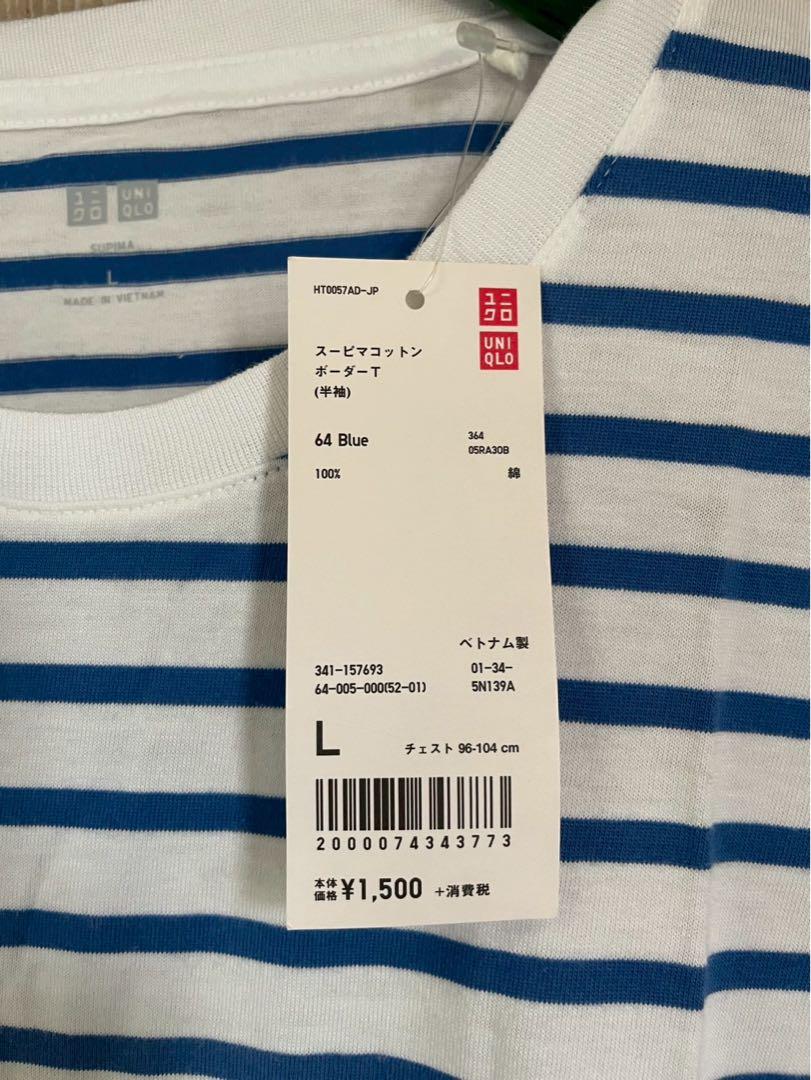 ユニ
クロ
UNI
QLO
SUPIMA
L
MADE IN VIETNAM
HT0057AD-JP
ユニ
クロ
UNI
QLO
スーピマコットン
ボーダーT
(半袖)
64 Blue
364
05RA30B
100%
綿
ベトナム製
341-157693
01-34-
64-005-000(52-01)
5N139A
L
チェスト 96-104 cm
2000074343773
本体
価格 ¥1,500 +消費税